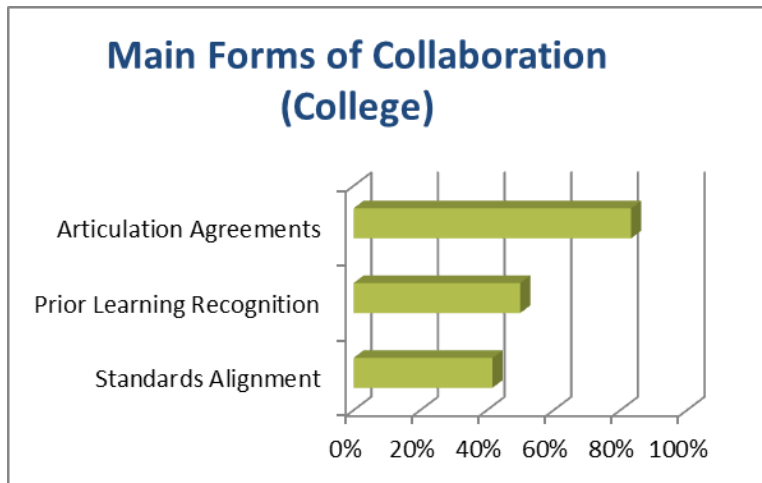 Main Forms of Collaboration
(College)
Articulation Agreements
Prior Learning Recognition
Standards Alignment
0% 20% 40% 60% 80% 100%